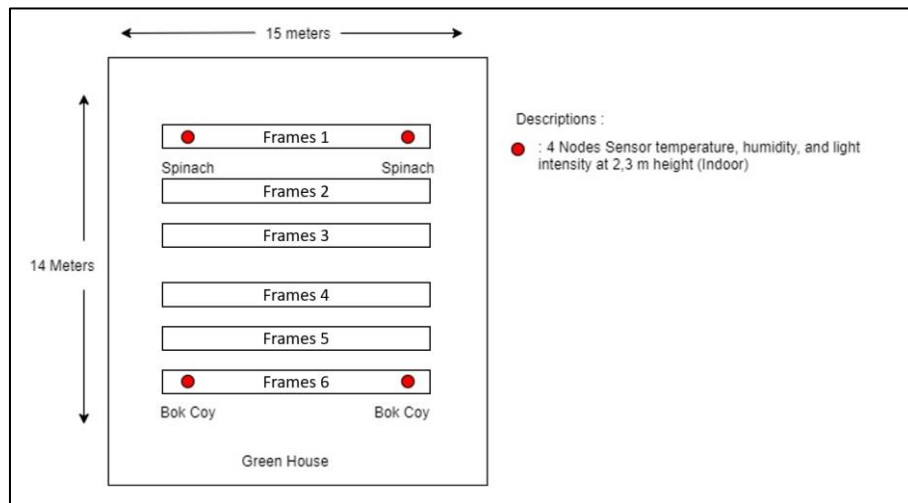 15 meters
Frames 1
Spinach
Spinach
Frames 2
Frames 3
14 Meters
Frames 4
Frames 5
Frames 6
Bok Coy
Bok Coy
Green House
Descriptions :
: 4 Nodes Sensor temperature, humidity, and light
intensity at 2,3 m height (Indoor)